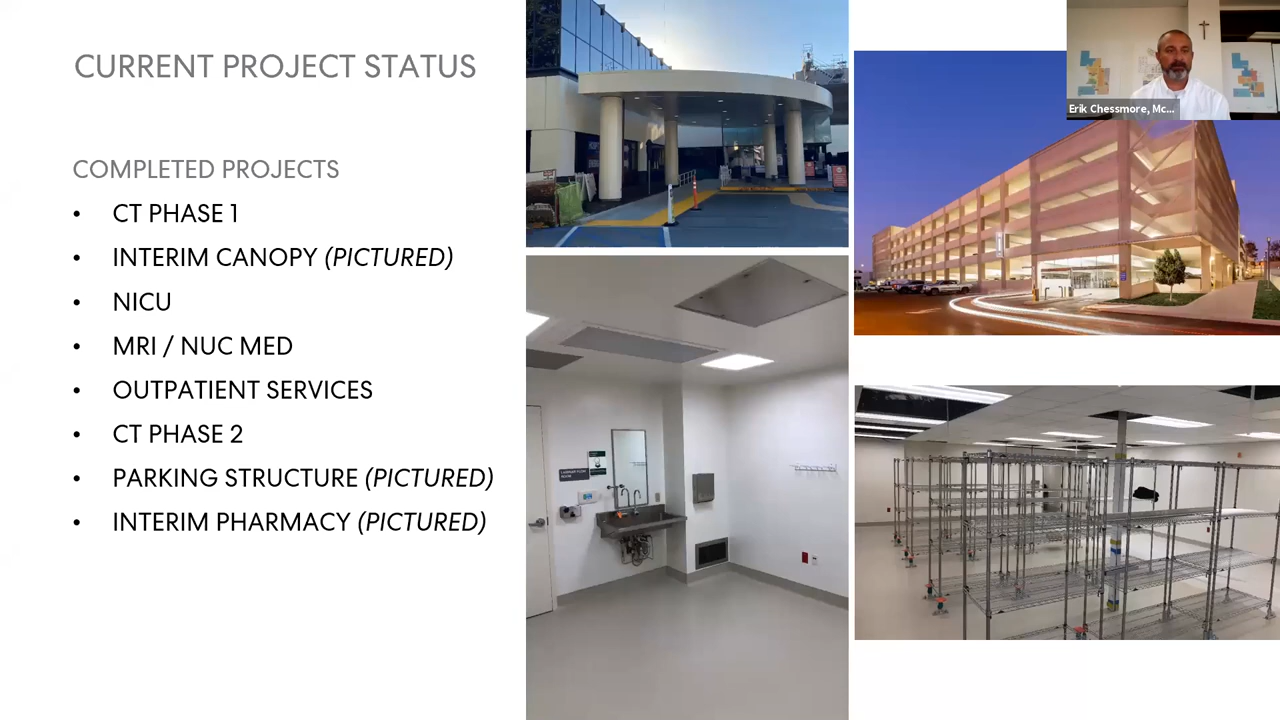 CURRENT PROJECT STATUS
COMPLETED PROJECTS
• CT PHASE 1
• INTERIM CANOPY (PICTURED)
• NICU
• MRI / NUC MED
• OUTPATIENT SERVICES
• CT PHASE 2
• PARKING STRUCTURE (PICTURED)
• INTERIM PHARMACY (PICTURED)
Erik Chessmore, Mc...